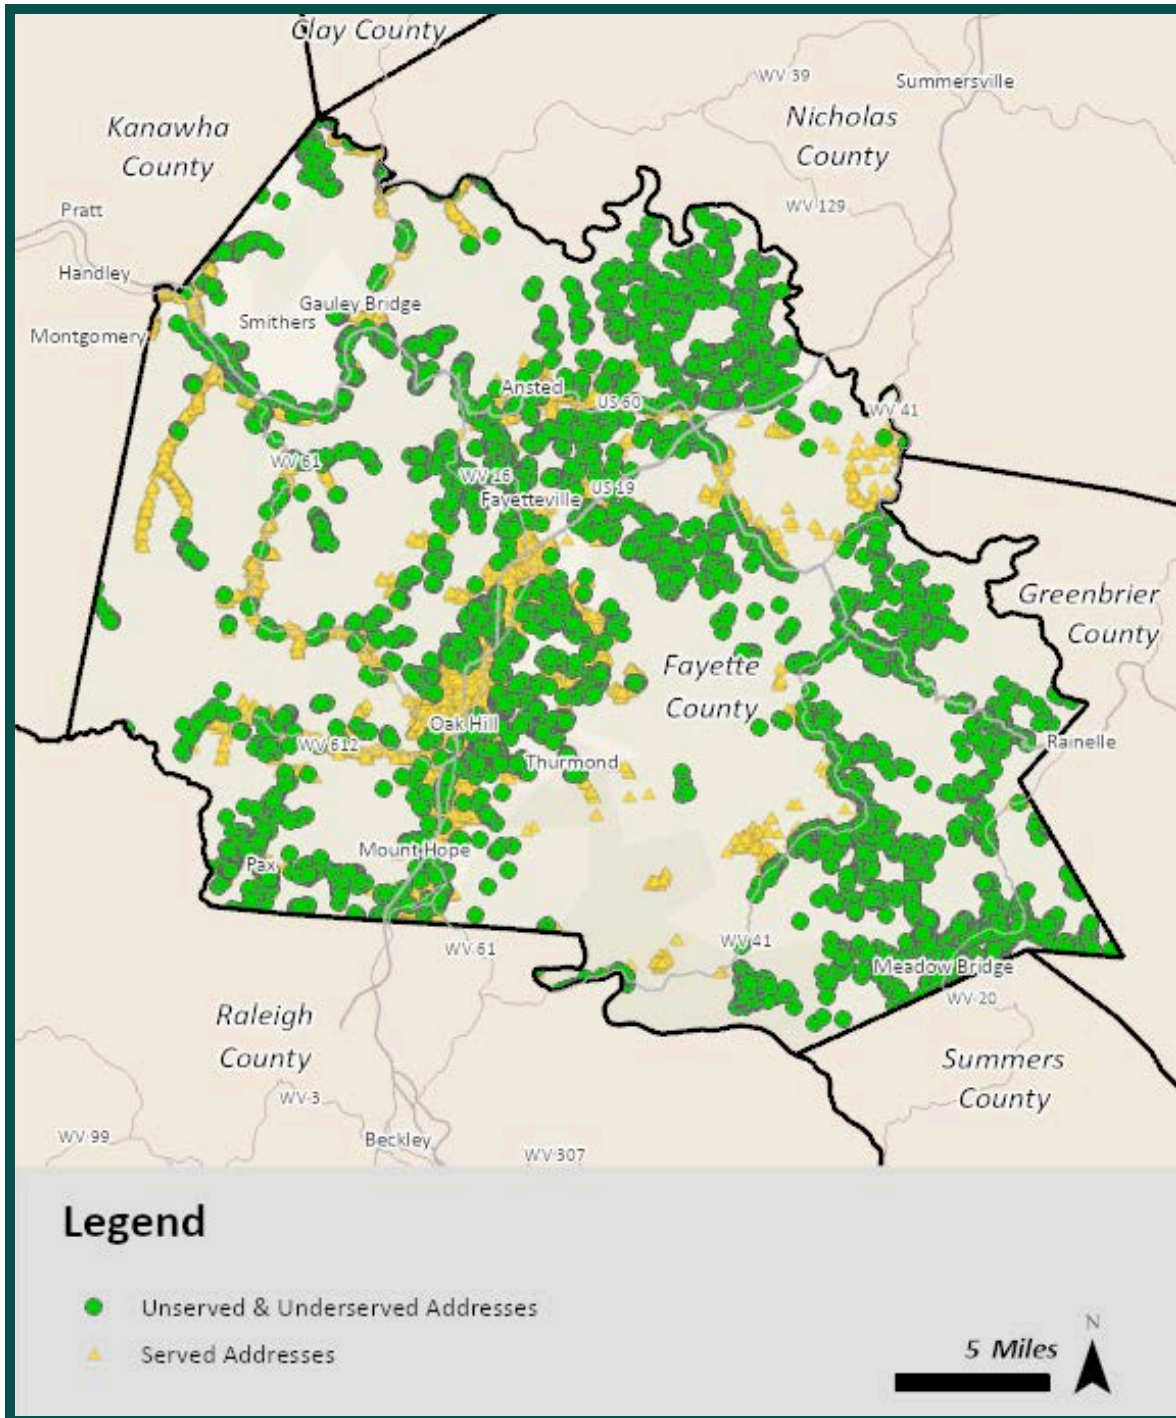 Clay County
WV 39
Summersville
Kanawha
County
Nicholas
County
Pratt
WV 129
Handley
Gauley Bridge
Smithers
Montgomery
Ansted
US 60
WV 41
WV 61
WV 16
US 19
Fayetteville
Greenbrier
County
Fayette
County
Oak Hill
WV 612
Rainelle
Thurmond
Mount Hope
Pax
WV 61
WV 41
Meadow Bridge
WV 20
Raleigh
County
Summers
County
WV 3
WV 99
Beckley
WV 307
Legend
Unserved & Underserved Addresses
Served Addresses
5 Miles
N